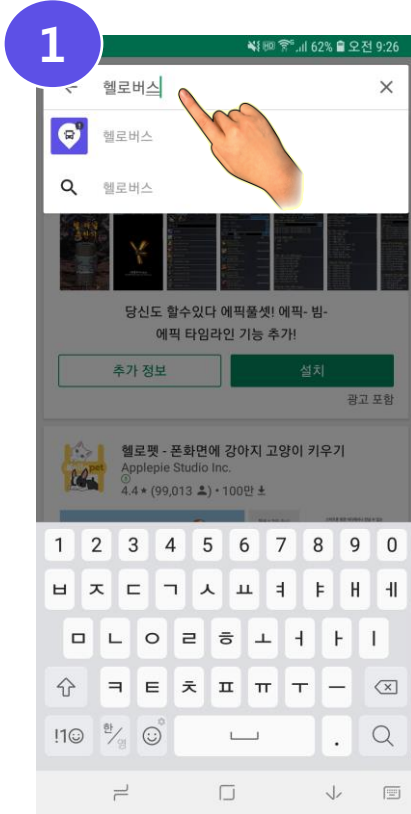 1
62% 오전 9:26
헬로버스
헬로버스
헬로버스
당신도 할수있다 에픽풀셋! 에픽- 빔-
에픽 타임라인 기능 추가!
추가 정보 설치
광고 포함
헬로펫 - 폰화면에 강아지 고양이 키우기
Applepie Studio Inc.
4.4★ (99,013) • 100만
1 2 3 4 5 6 7 8 9 0
ㅂ ㅈ ㄷ ㄱ ㅅ ㅛ ㅕ ㅑ ㅐ ㅔ
ㅁ ㄴ ㅇ ㄹ ㅎ ㅗ ㅓ ㅏ ㅣ
ㅋ ㅌ ㅊ ㅍ ㅠ ㅜ ㅡ
!1☺ 한/영 .